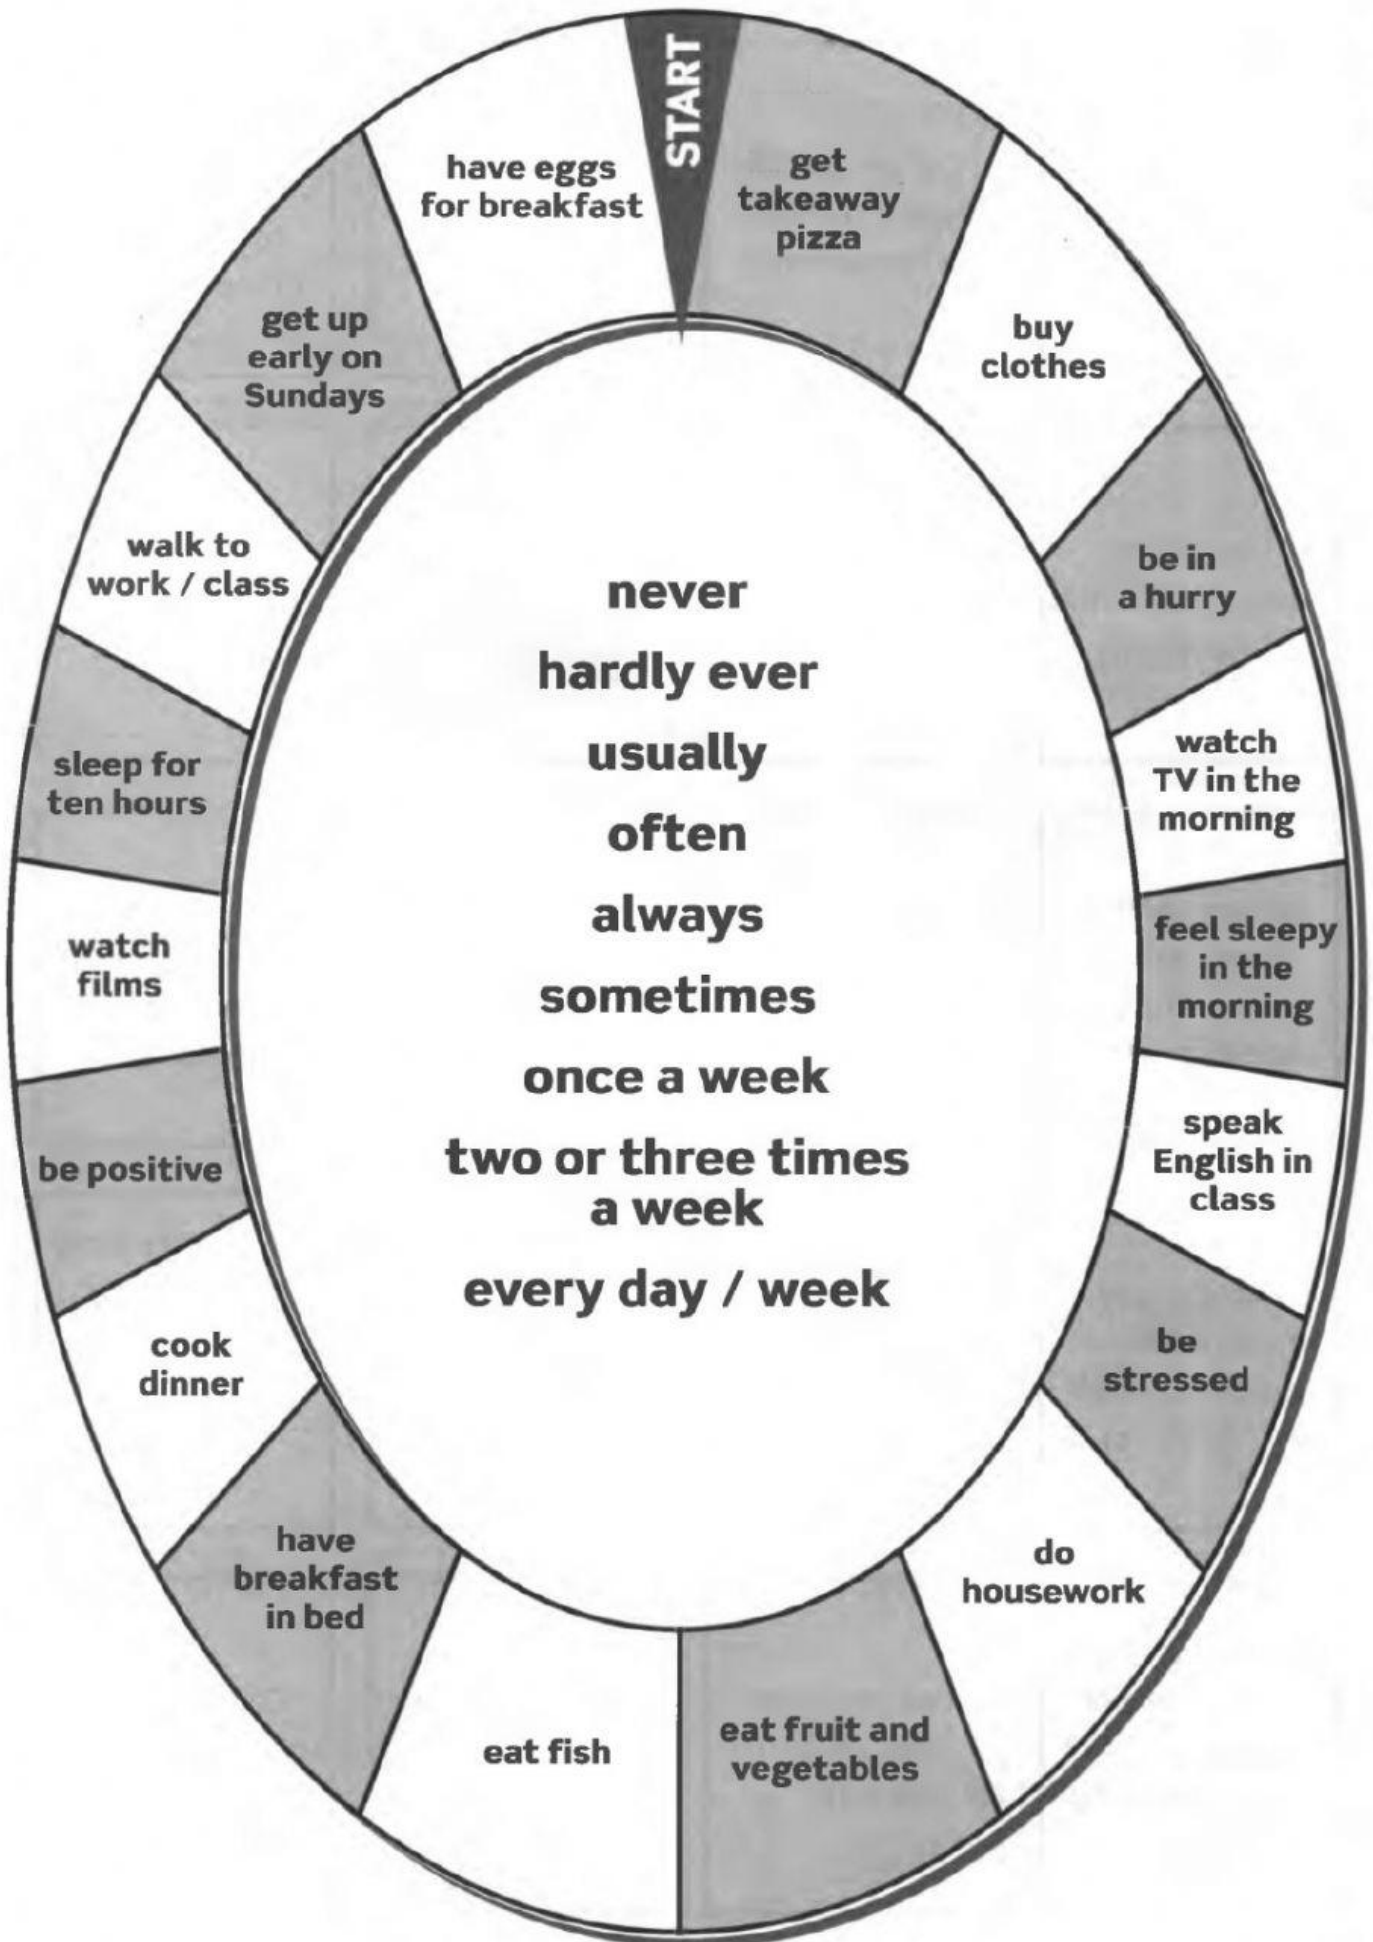 START
get
takeaway
pizza
buy
clothes
be in
a hurry
watch
TV in the
morning
feel sleepy
in the
morning
speak
English in
class
be
stressed
do
housework
eat fruit and
vegetables
eat fish
have
breakfast
in bed
cook
dinner
be positive
watch
films
sleep for
ten hours
walk to
work / class
get up
early on
Sundays
have eggs
for breakfast
never
hardly ever
usually
often
always
sometimes
once a week
two or three times
a week
every day / week